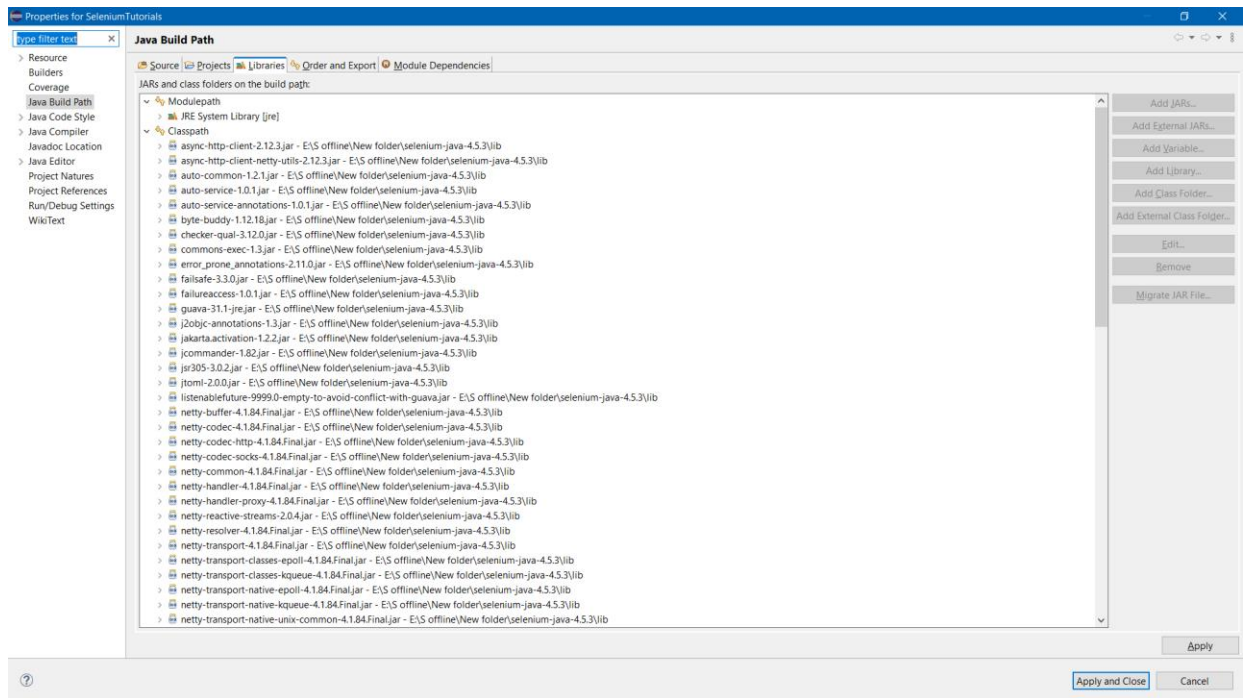 Properties for SeleniumTutorials
type filter text
Java Build Path
Resource
Builders
Coverage
Java Build Path
Java Code Style
Java Compiler
Javadoc Location
Java Editor
Project Natures
Project References
Run/Debug Settings
WikiText
Source Projects Libraries Order and Export Module Dependencies
JARs and class folders on the build path:
Modulepath
JRE System Library [jre]
Classpath
async-http-client-2.12.3.jar - E:\S offline\New folder\selenium-java-4.5.3\lib
async-http-client-netty-utils-2.12.3.jar - E:\S offline\New folder\selenium-java-4.5.3\lib
auto-common-1.2.1.jar - E:\S offline\New folder\selenium-java-4.5.3\lib
auto-service-1.0.1.jar - E:\S offline\New folder\selenium-java-4.5.3\lib
auto-service-annotations-1.0.1.jar - E:\S offline\New folder\selenium-java-4.5.3\lib
byte-buddy-1.12.18.jar - E:\S offline\New folder\selenium-java-4.5.3\lib
checker-qual-3.12.0.jar - E:\S offline\New folder\selenium-java-4.5.3\lib
commons-exec-1.3.jar - E:\S offline\New folder\selenium-java-4.5.3\lib
error_prone_annotations-2.11.0.jar - E:\S offline\New folder\selenium-java-4.5.3\lib
failsafe-3.3.0.jar - E:\S offline\New folder\selenium-java-4.5.3\lib
failureaccess-1.0.1.jar - E:\S offline\New folder\selenium-java-4.5.3\lib
guava-31.1-jre.jar - E:\S offline\New folder\selenium-java-4.5.3\lib
j2objc-annotations-1.3.jar - E:\S offline\New folder\selenium-java-4.5.3\lib
jakarta.activation-1.2.2.jar - E:\S offline\New folder\selenium-java-4.5.3\lib
jcommander-1.82.jar - E:\S offline\New folder\selenium-java-4.5.3\lib
jsr305-3.0.2.jar - E:\S offline\New folder\selenium-java-4.5.3\lib
jtoml-2.0.0.jar - E:\S offline\New folder\selenium-java-4.5.3\lib
listenablefuture-9999.0-empty-to-avoid-conflict-with-guava.jar - E:\S offline\New folder\selenium-java-4.5.3\lib
netty-buffer-4.1.84.Final.jar - E:\S offline\New folder\selenium-java-4.5.3\lib
netty-codec-4.1.84.Final.jar - E:\S offline\New folder\selenium-java-4.5.3\lib
netty-codec-http-4.1.84.Final.jar - E:\S offline\New folder\selenium-java-4.5.3\lib
netty-codec-socks-4.1.84.Final.jar - E:\S offline\New folder\selenium-java-4.5.3\lib
netty-common-4.1.84.Final.jar - E:\S offline\New folder\selenium-java-4.5.3\lib
netty-handler-4.1.84.Final.jar - E:\S offline\New folder\selenium-java-4.5.3\lib
netty-handler-proxy-4.1.84.Final.jar - E:\S offline\New folder\selenium-java-4.5.3\lib
netty-reactive-streams-2.0.4.jar - E:\S offline\New folder\selenium-java-4.5.3\lib
netty-resolver-4.1.84.Final.jar - E:\S offline\New folder\selenium-java-4.5.3\lib
netty-transport-4.1.84.Final.jar - E:\S offline\New folder\selenium-java-4.5.3\lib
netty-transport-classes-epoll-4.1.84.Final.jar - E:\S offline\New folder\selenium-java-4.5.3\lib
netty-transport-classes-kqueue-4.1.84.Final.jar - E:\S offline\New folder\selenium-java-4.5.3\lib
netty-transport-native-epoll-4.1.84.Final.jar - E:\S offline\New folder\selenium-java-4.5.3\lib
netty-transport-native-kqueue-4.1.84.Final.jar - E:\S offline\New folder\selenium-java-4.5.3\lib
netty-transport-native-unix-common-4.1.84.Final.jar - E:\S offline\New folder\selenium-java-4.5.3\lib
Add JARs...
Add External JARs...
Add Variable...
Add Library...
Add Class Folder...
Add External Class Folder...
Edit...
Remove
Migrate JAR File...
Apply
Apply and Close
Cancel